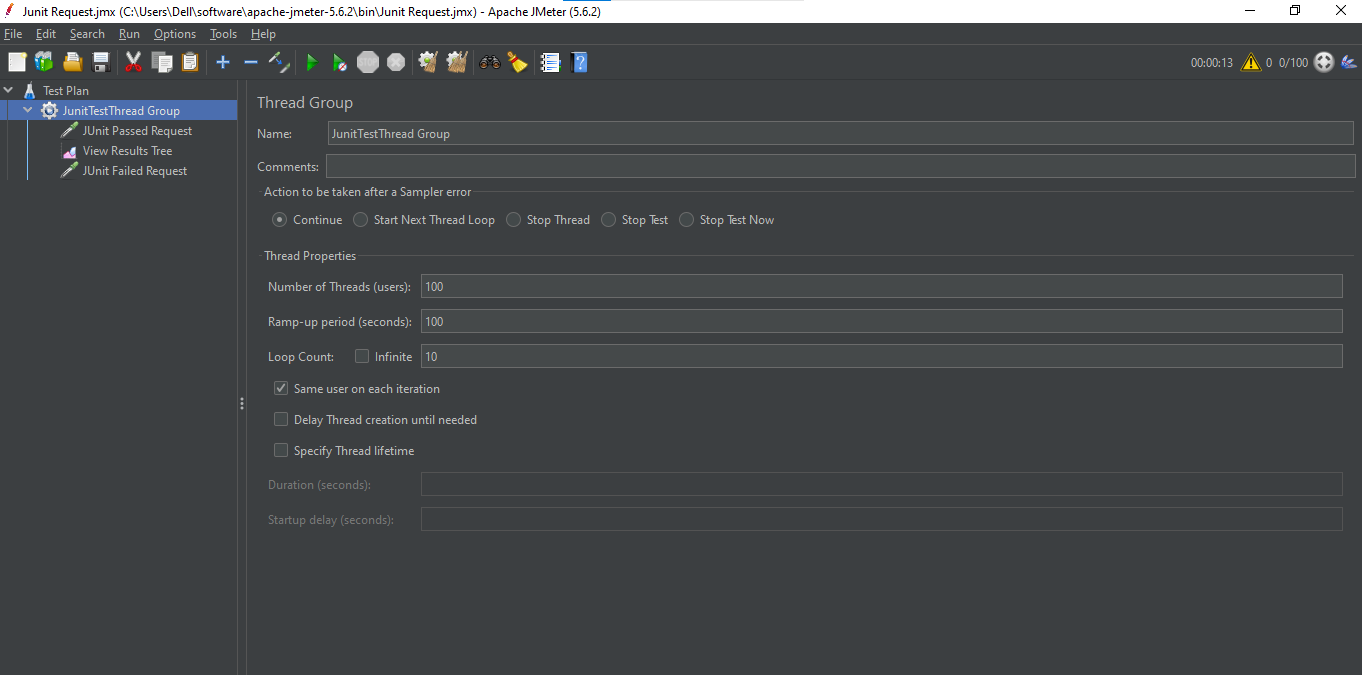 Junit Request.jmx (C:\Users\Dell\software\apache-jmeter-5.6.2\bin\Junit Request.jmx) - Apache JMeter (5.6.2)
File Edit Search Run Options Tools Help
STOP
00:00:13 0 0/100
Test Plan
JunitTestThread Group
JUnit Passed Request
View Results Tree
JUnit Failed Request
Thread Group
Name: JunitTestThread Group
Comments:
Action to be taken after a Sampler error
Continue Start Next Thread Loop Stop Thread Stop Test Stop Test Now
Thread Properties
Number of Threads (users): 100
Ramp-up period (seconds): 100
Loop Count: Infinite 10
Same user on each iteration
Delay Thread creation until needed
Specify Thread lifetime
Duration (seconds):
Startup delay (seconds):